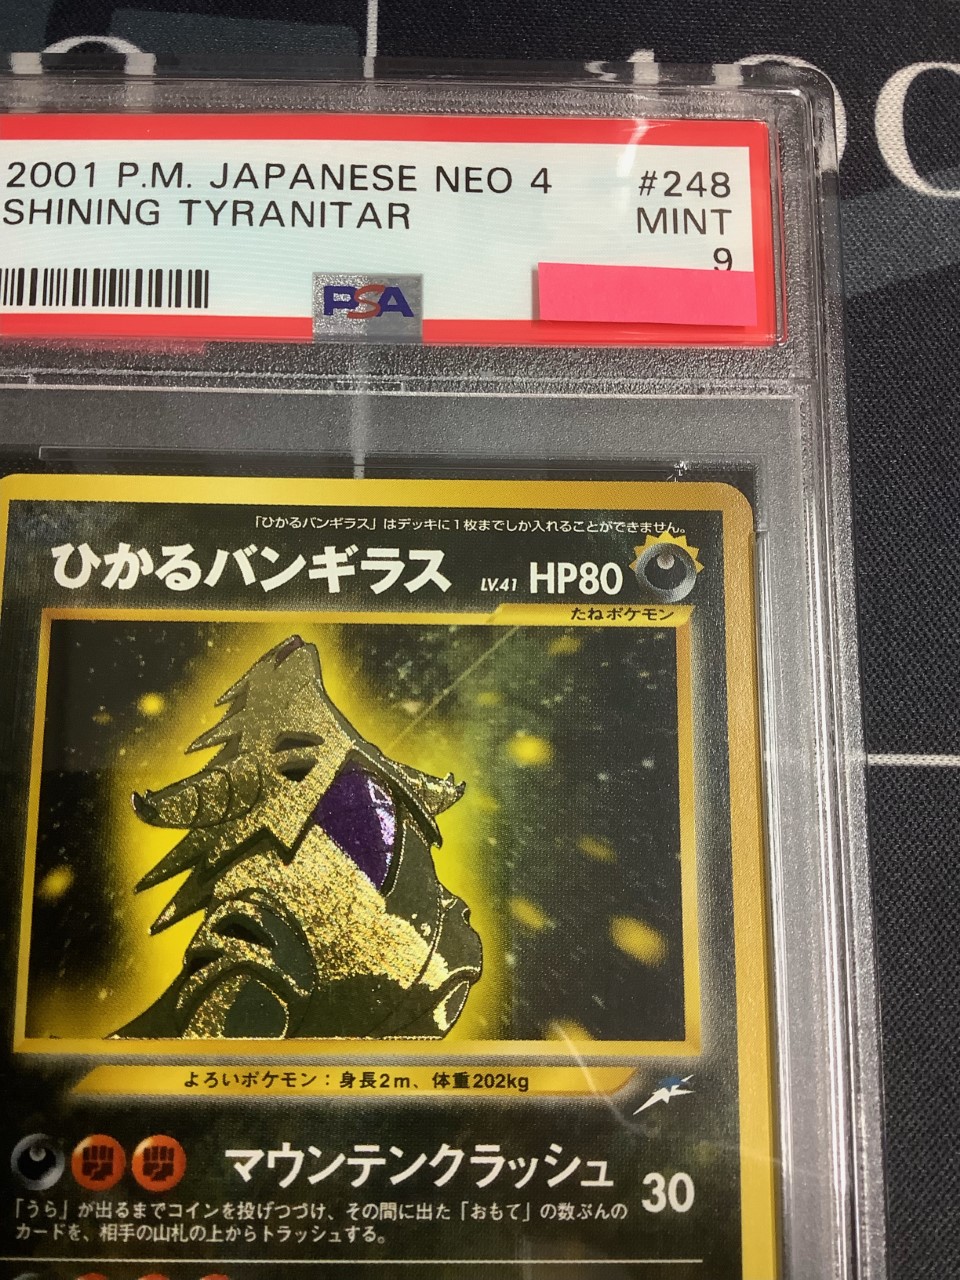 2001 P.M. JAPANESE NEO 4 #248
SHINING TYRANITAR MINT
9
PSA
「ひかるバンギラス」はデッキに1枚までしか入れることができません。
ひかるバンギラス LV.41 HP80
たねポケモン
よろいポケモン：身長2m、体重202kg
マウンテンクラッシュ 30
「うら」が出るまでコインを投げつづけ、その間に出た「おもて」の数ぶんの
カードを、相手の山札の上からトラッシュする。